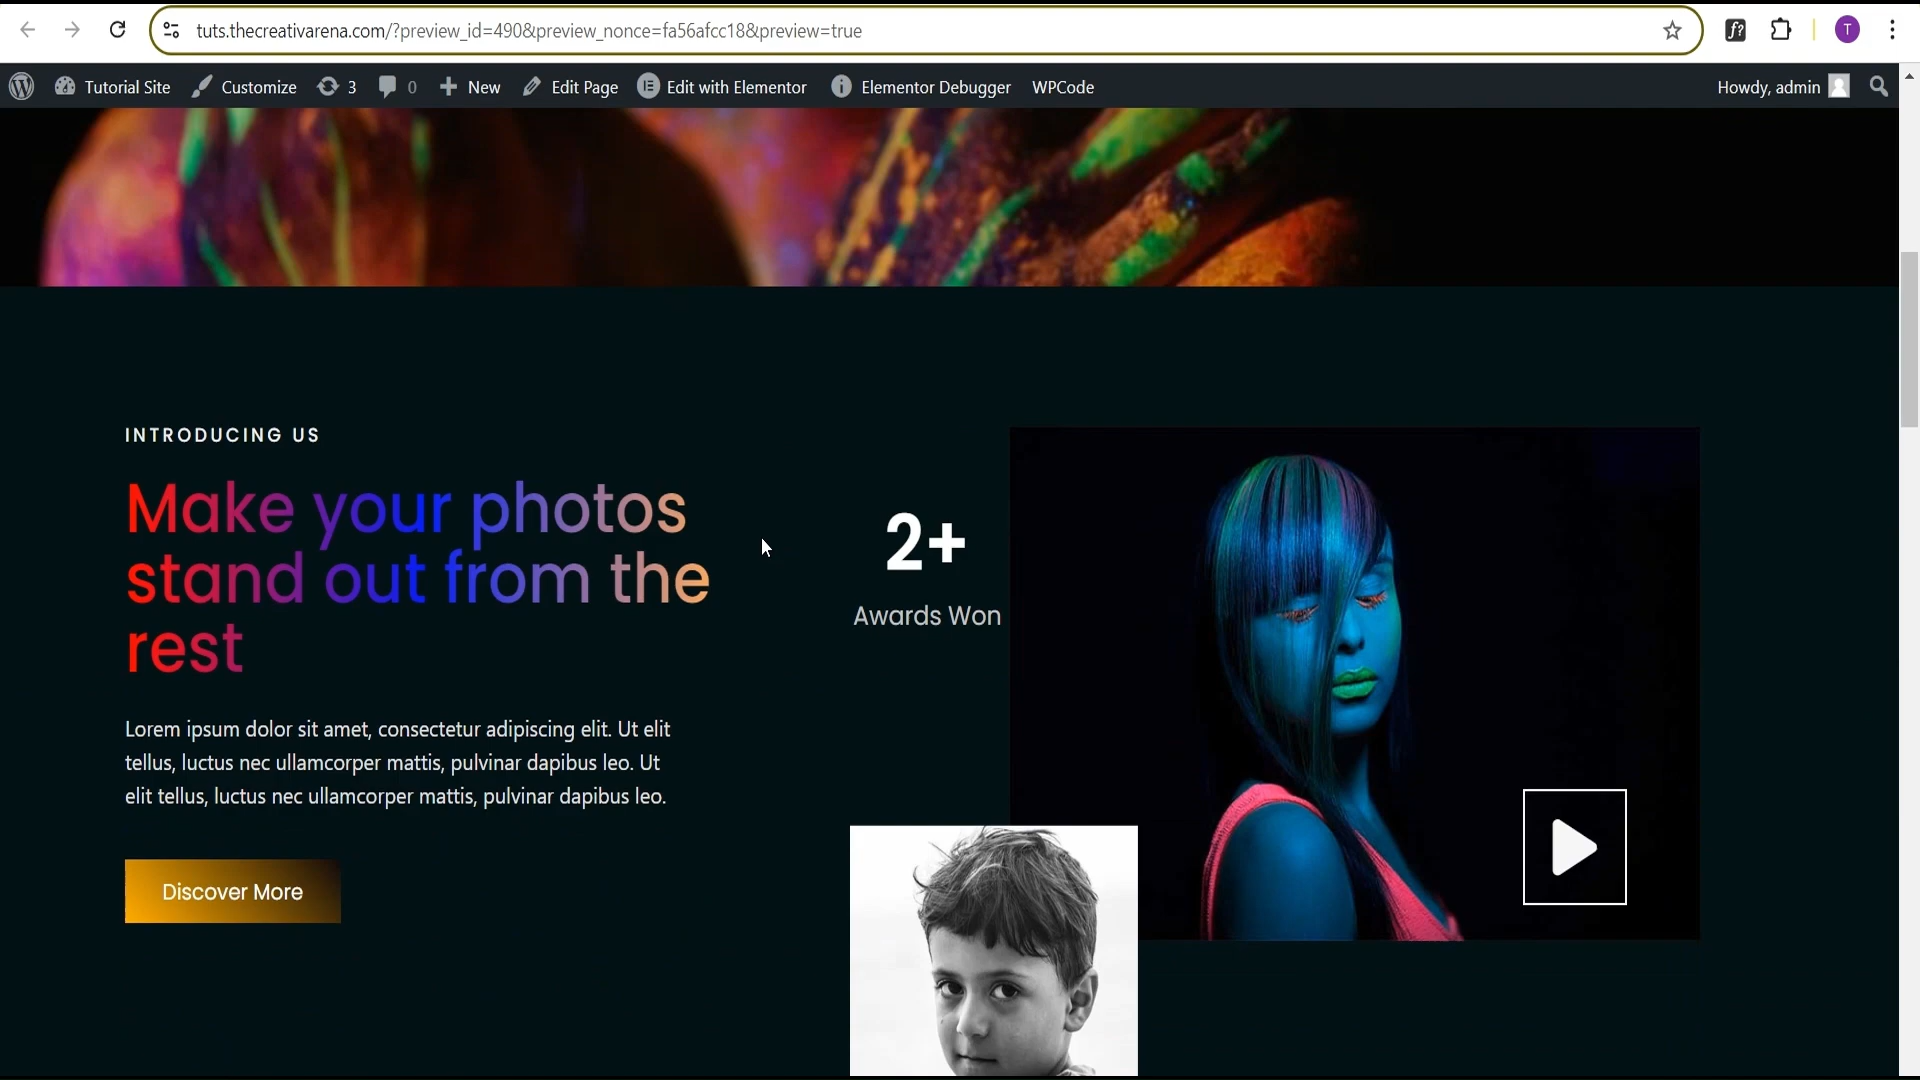 tuts.thecreativarena.com/?preview_id=490&preview_nonce=fa56afcc18&preview=true
f?
T
Tutorial Site Customize 3 0 New Edit Page Edit with Elementor Elementor Debugger WPCode Howdy, admin
INTRODUCING US
Make your photos
stand out from the
rest
2+
Awards Won
Lorem ipsum dolor sit amet, consectetur adipiscing elit. Ut elit
tellus, luctus nec ullamcorper mattis, pulvinar dapibus leo. Ut
elit tellus, luctus nec ullamcorper mattis, pulvinar dapibus leo.
Discover More